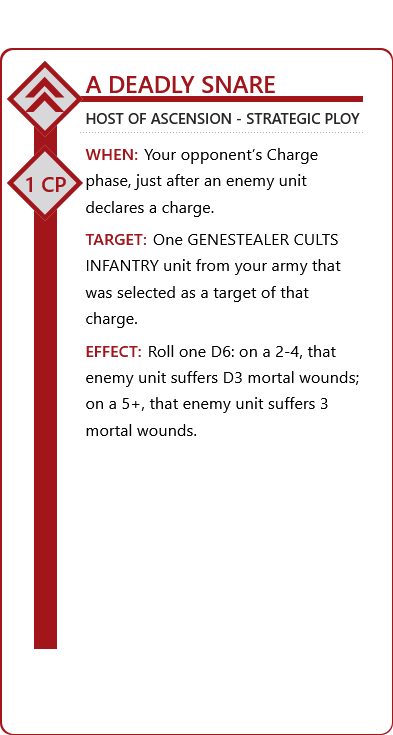 A DEADLY SNARE
HOST OF ASCENSION - STRATEGIC PLOY
WHEN: Your opponent’s Charge
phase, just after an enemy unit
declares a charge.
1 CP
TARGET: One GENESTEALER CULTS
INFANTRY unit from your army that
was selected as a target of that
charge.
EFFECT: Roll one D6: on a 2-4, that
enemy unit suffers D3 mortal wounds;
on a 5+, that enemy unit suffers 3
mortal wounds.